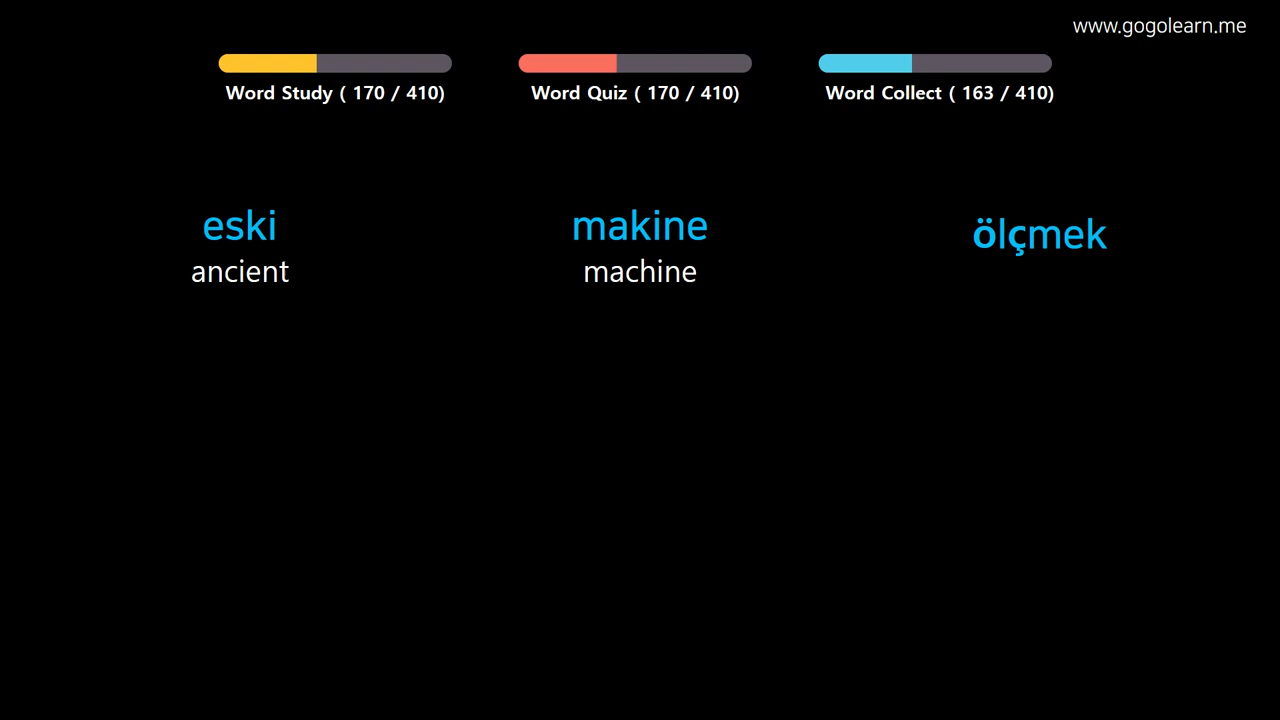 www.gogolearn.me
Word Study ( 170 / 410)
Word Quiz ( 170 / 410)
Word Collect ( 163 / 410)
eski
ancient
makine
machine
ölçmek